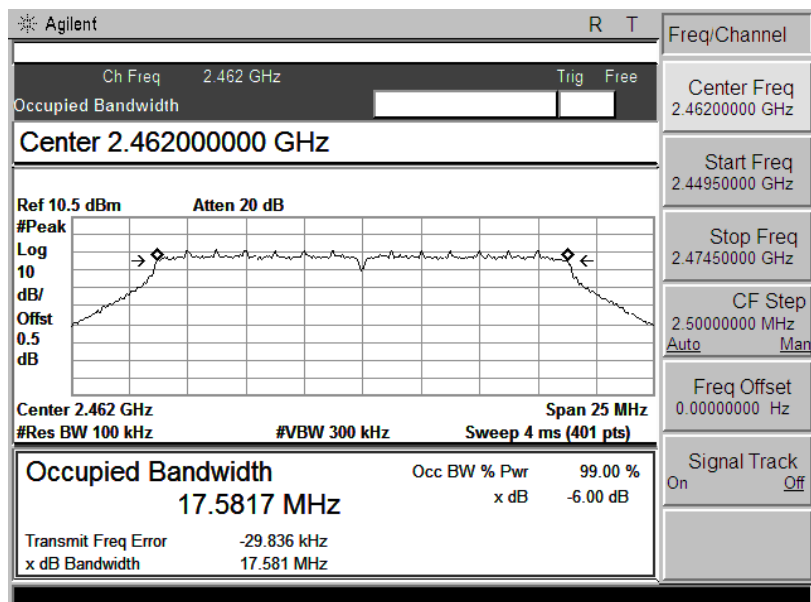 Agilent R T
Ch Freq 2.462 GHz Trig Free
Occupied Bandwidth
Center 2.462000000 GHz
Ref 10.5 dBm Atten 20 dB
#Peak
Log
10
dB/
Offst
0.5
dB
Center 2.462 GHz Span 25 MHz
#Res BW 100 kHz #VBW 300 kHz Sweep 4 ms (401 pts)
Occupied Bandwidth
17.5817 MHz
Occ BW % Pwr 99.00 %
x dB -6.00 dB
Transmit Freq Error -29.836 kHz
x dB Bandwidth 17.581 MHz
Freq/Channel
Center Freq
2.46200000 GHz
Start Freq
2.44950000 GHz
Stop Freq
2.47450000 GHz
CF Step
2.50000000 MHz
Auto Man
Freq Offset
0.00000000 Hz
Signal Track
On Off